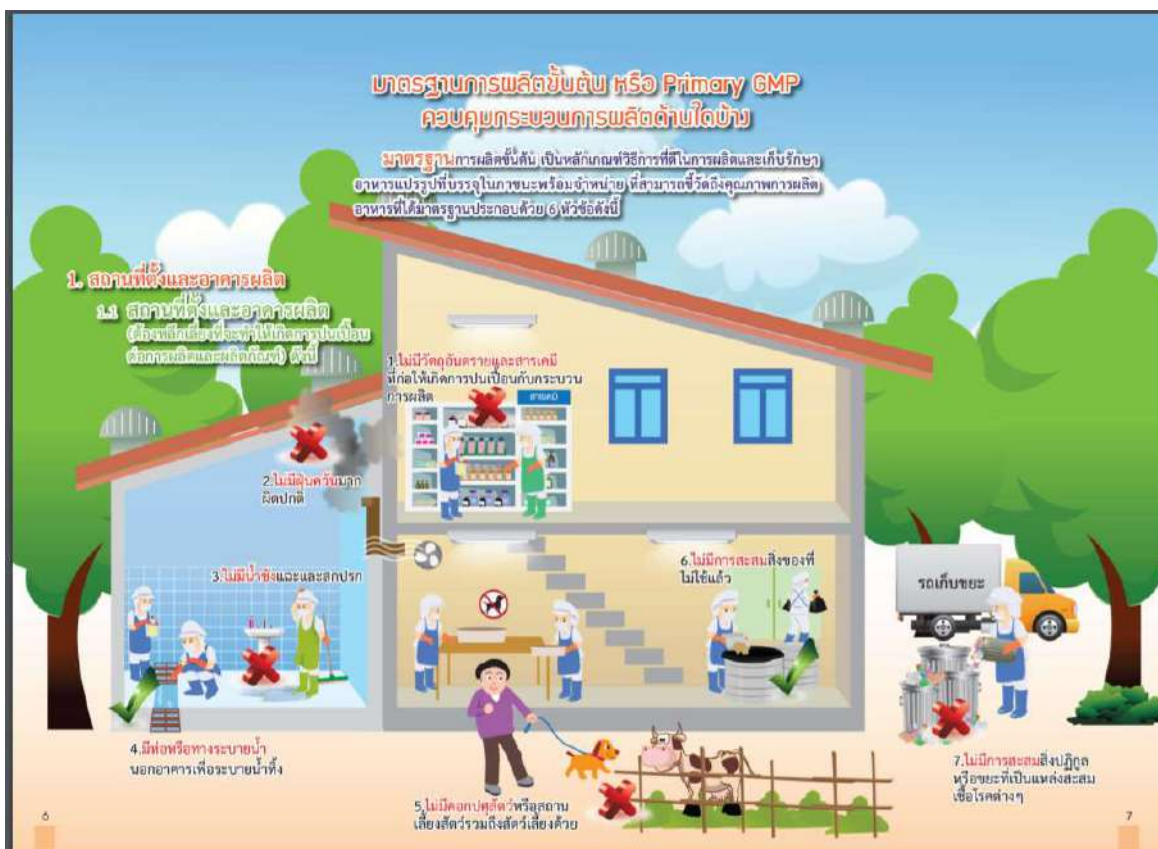 มาตรฐานการผลิตขั้นต้น หรือ Primary GMP
ควบคุมกระบวนการผลิตด้านใดบ้าง
มาตรฐานการผลิตขั้นต้น เป็นหลักเกณฑ์วิธีการที่ดีในการผลิตและเก็บรักษา
อาหารแปรรูปที่บรรจุในภาชนะพร้อมจำหน่าย ที่สามารถชี้วัดถึงคุณภาพการผลิต
อาหารที่ได้มาตรฐานประกอบด้วย 6 หัวข้อดังนี้
1. สถานที่ตั้งและอาคารผลิต
1.1 สถานที่ตั้งและอาคารผลิต
(ต้องหลีกเลี่ยงที่จะทำให้เกิดการปนเปื้อน
ต่อการผลิตและผลิตภัณฑ์) ดังนี้
1.ไม่มีวัตถุอันตรายและสารเคมี
ที่ก่อให้เกิดการปนเปื้อนกับกระบวน
การผลิต
สารเคมี
2.ไม่มีฝุ่นควันมาก
ผิดปกติ
3.ไม่มีน้ำขังแฉะและสกปรก
6.ไม่มีการสะสมสิ่งของที่
ไม่ใช้แล้ว
รถเก็บขยะ
4.มีท่อหรือทางระบายน้ำ
นอกอาคารเพื่อระบายน้ำทิ้ง
5.ไม่มีคอกปศุสัตว์หรือสถาน
เลี้ยงสัตว์รวมถึงสัตว์เลี้ยงด้วย
7.ไม่มีการสะสมสิ่งปฏิกูล
หรือขยะที่เป็นแหล่งสะสม
เชื้อโรคต่างๆ
6
7